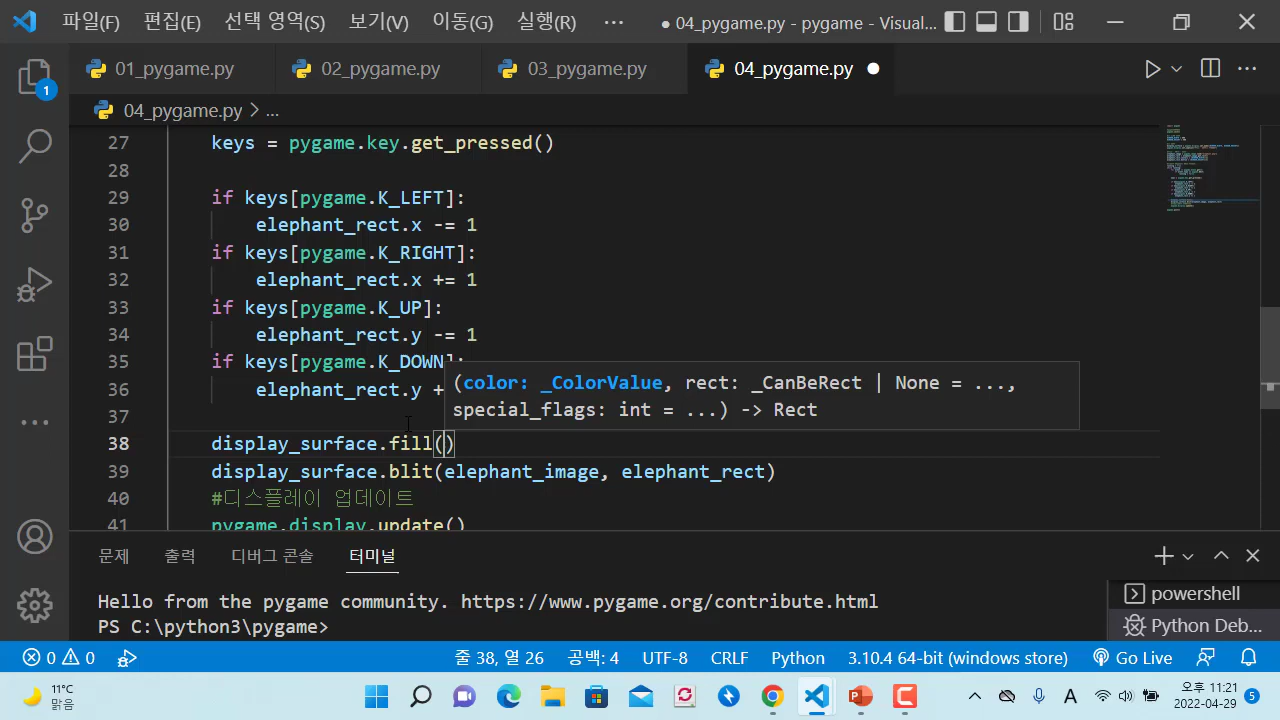 파일(F) 편집(E) 선택 영역(S) 보기(V) 이동(G) 실행(R) ··· ● 04_pygame.py - pygame - Visual...
01_pygame.py 02_pygame.py 03_pygame.py 04_pygame.py ●
1
04_pygame.py > ...
27 keys = pygame.key.get_pressed()
28
29 if keys[pygame.K_LEFT]:
30 elephant_rect.x -= 1
31 if keys[pygame.K_RIGHT]:
32 elephant_rect.x += 1
33 if keys[pygame.K_UP]:
34 elephant_rect.y -= 1
35 if keys[pygame.K_DOWN]:
36 elephant_rect.y +
(color: _ColorValue, rect: _CanBeRect | None = ...,
special_flags: int = ...) -> Rect
37
38 display_surface.fill()
39 display_surface.blit(elephant_image, elephant_rect)
40 #디스플레이 업데이트
41 pygame.display.update()
문제 출력 디버그 콘솔 터미널
Hello from the pygame community. https://www.pygame.org/contribute.html
PS C:\python3\pygame>
powershell
Python Deb...
0 0 줄 38, 열 26 공백: 4 UTF-8 CRLF Python 3.10.4 64-bit (windows store) Go Live
11°C
맑음
A
오후 11:21
2022-04-29
5